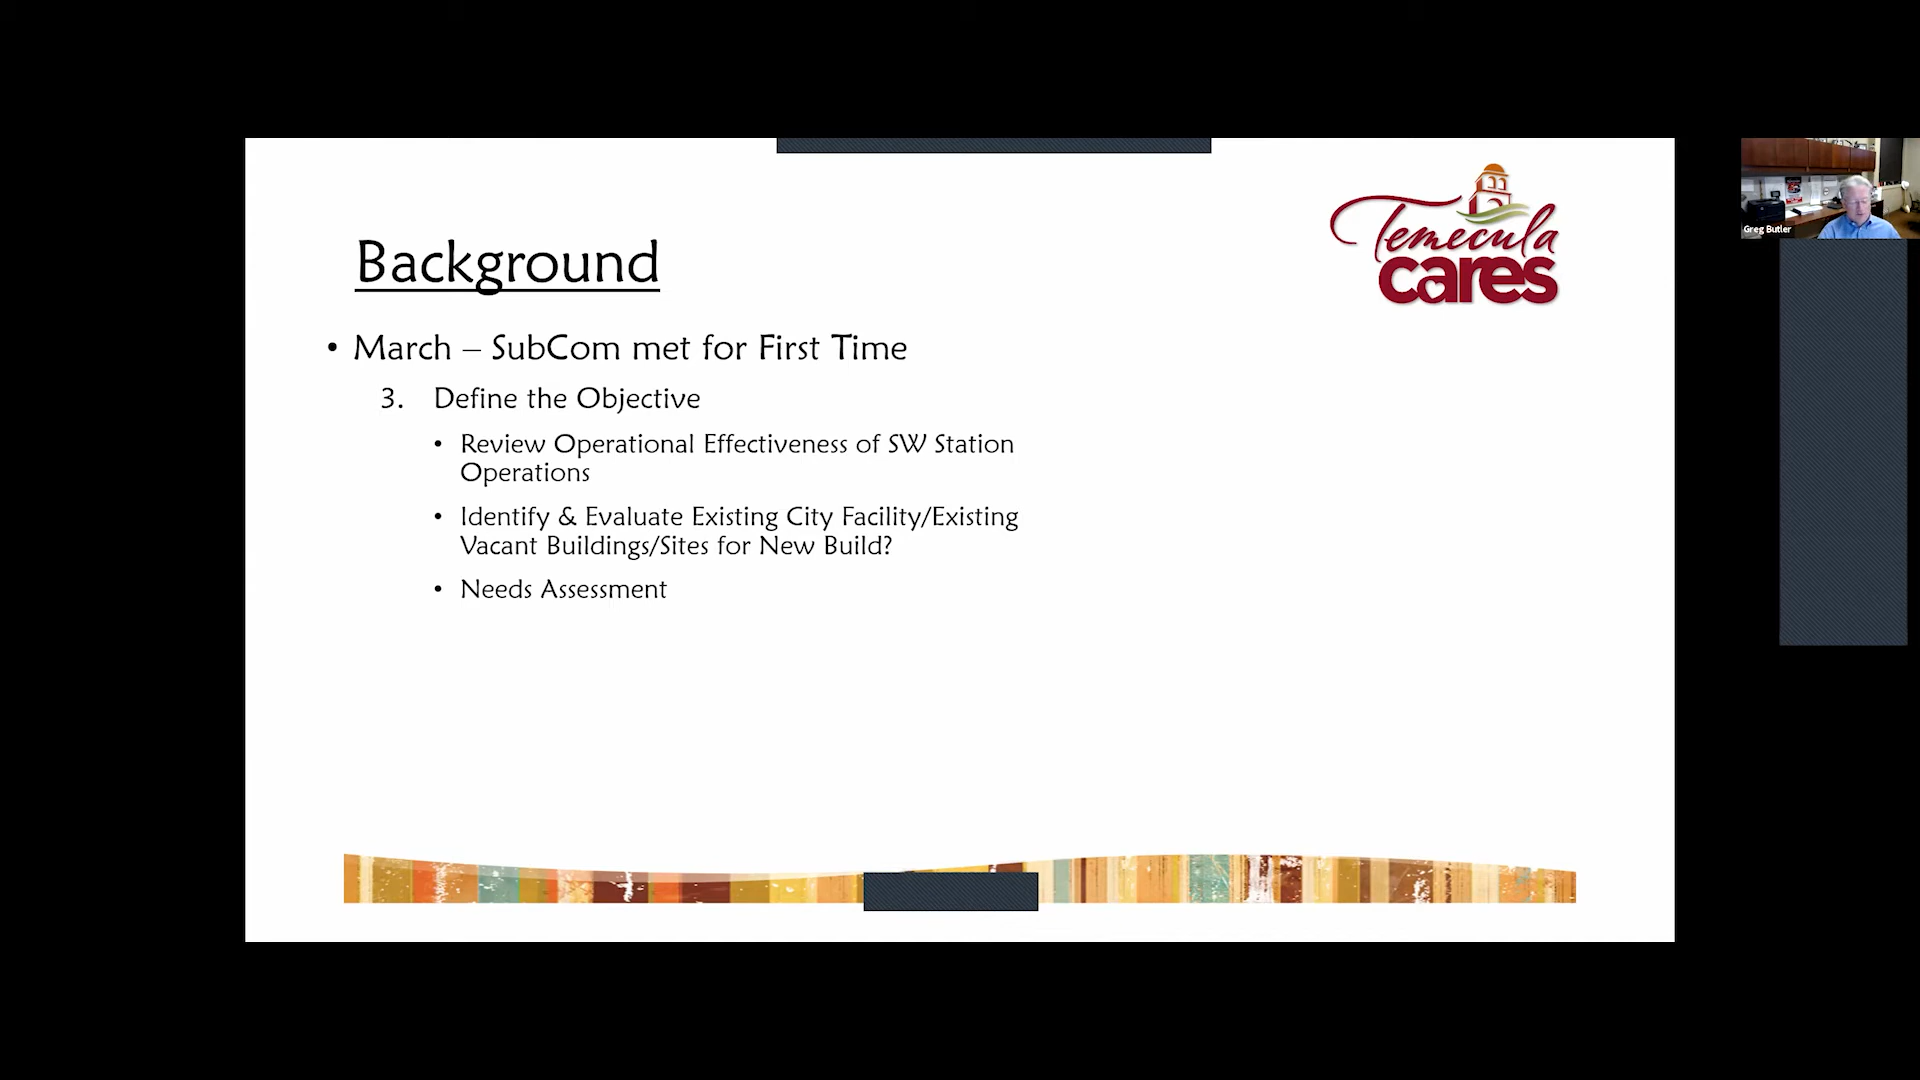 Temecula
cares
Greg Butler
Background
• March – SubCom met for First Time
3. Define the Objective
• Review Operational Effectiveness of SW Station
Operations
• Identify & Evaluate Existing City Facility/Existing
Vacant Buildings/Sites for New Build?
• Needs Assessment